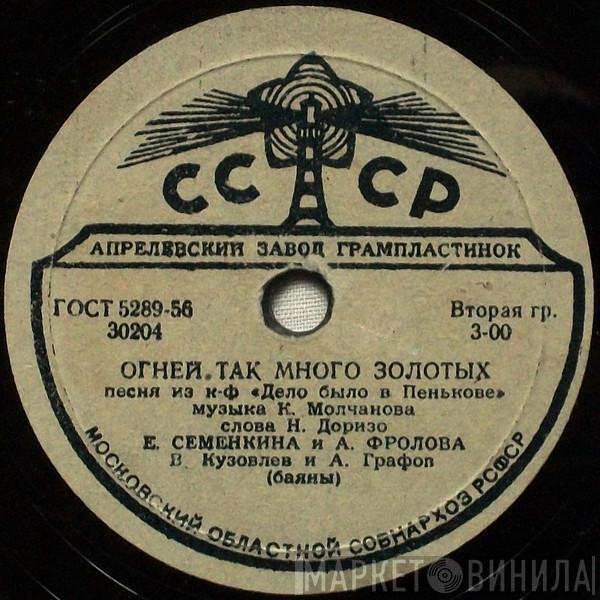 СССР
АПРЕЛЕВСКИЙ ЗАВОД ГРАМПЛАСТИНОК
ГОСТ 5289-56
30204
Вторая гр.
3-00
ОГНЕЙ ТАК МНОГО ЗОЛОТЫХ
песня из к-ф «Дело было в Пенькове»
музыка К. Молчанова
слова Н. Доризо
Е. СЕМЕНКИНА и А. ФРОЛОВА
В. Кузовлев и А. Графоп
(баяны)
МОСКОВСКИЙ ОБЛАСТНОЙ СОВНАРХОЗ РСФСР
МАРКЕТ ВИНИЛА